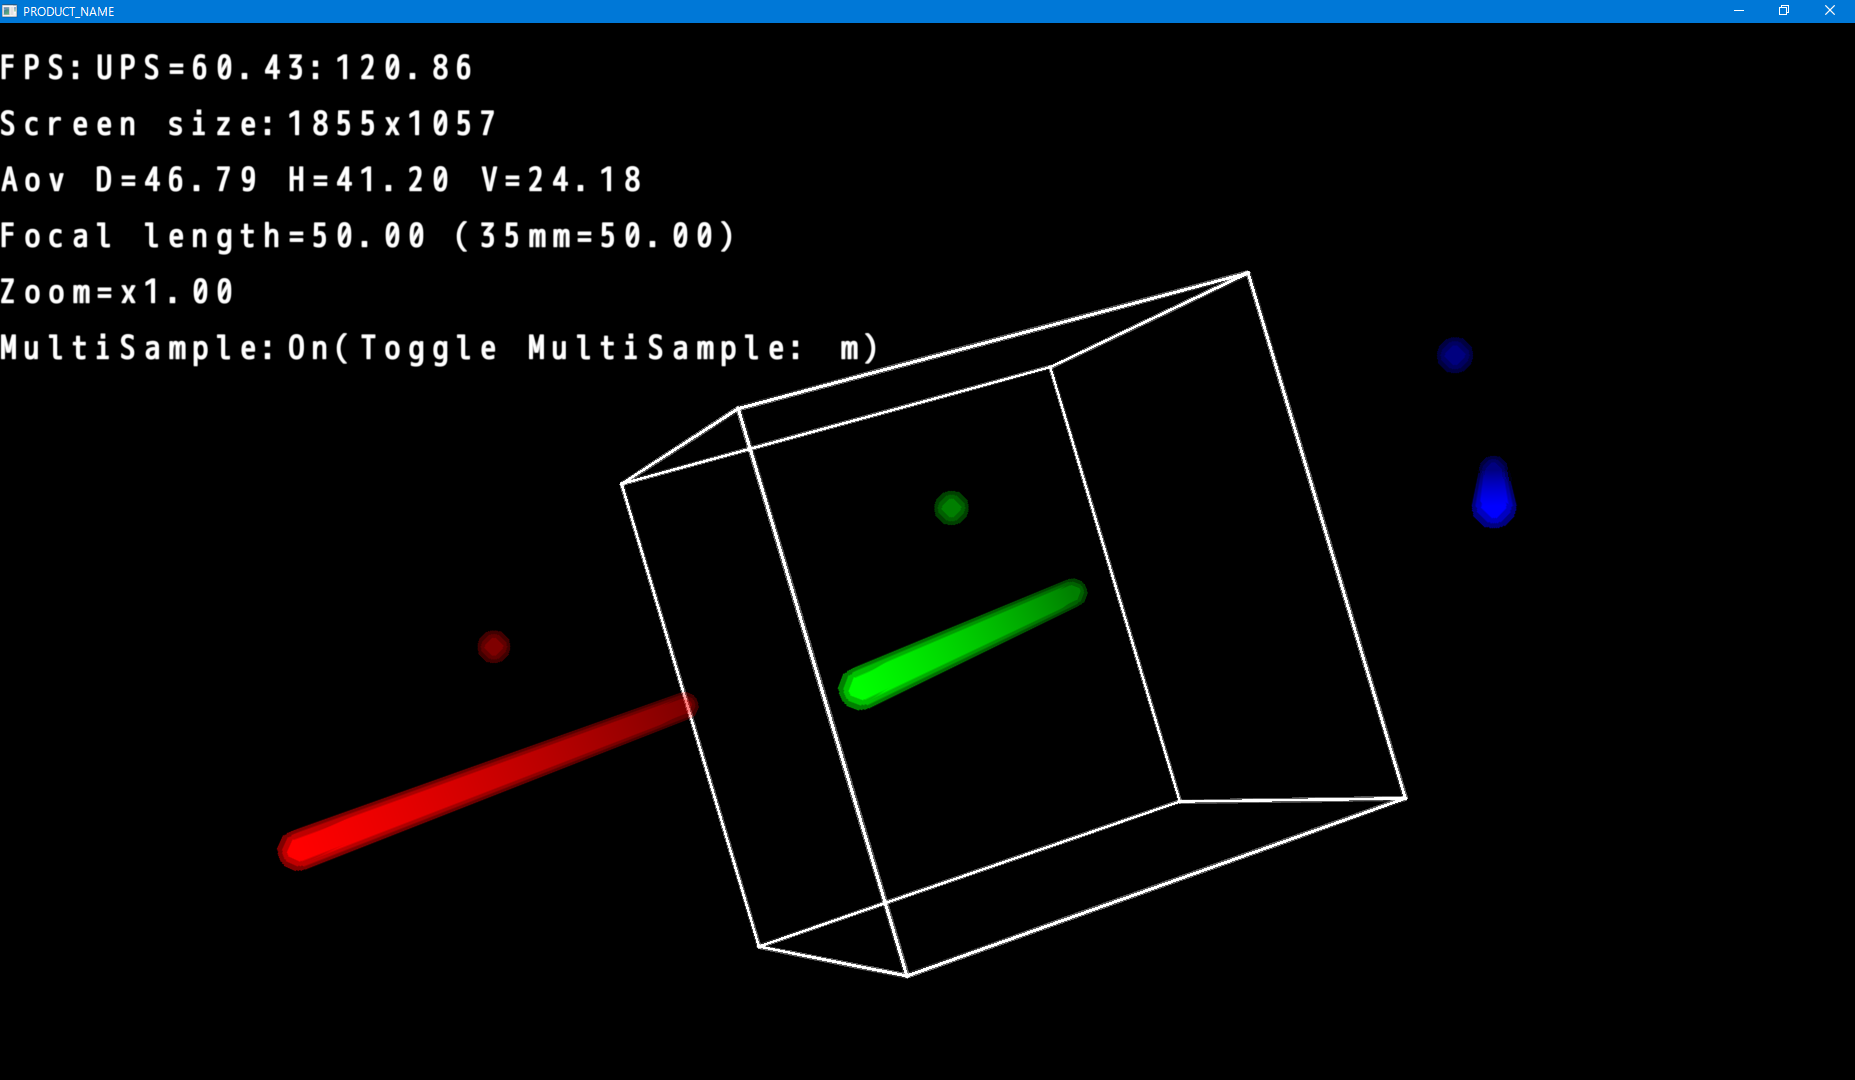 PRODUCT_NAME
FPS:UPS=60.43:120.86
Screen size:1855x1057
Aov D=46.79 H=41.20 V=24.18
Focal length=50.00 (35mm=50.00)
Zoom=x1.00
MultiSample:On(Toggle MultiSample: m)